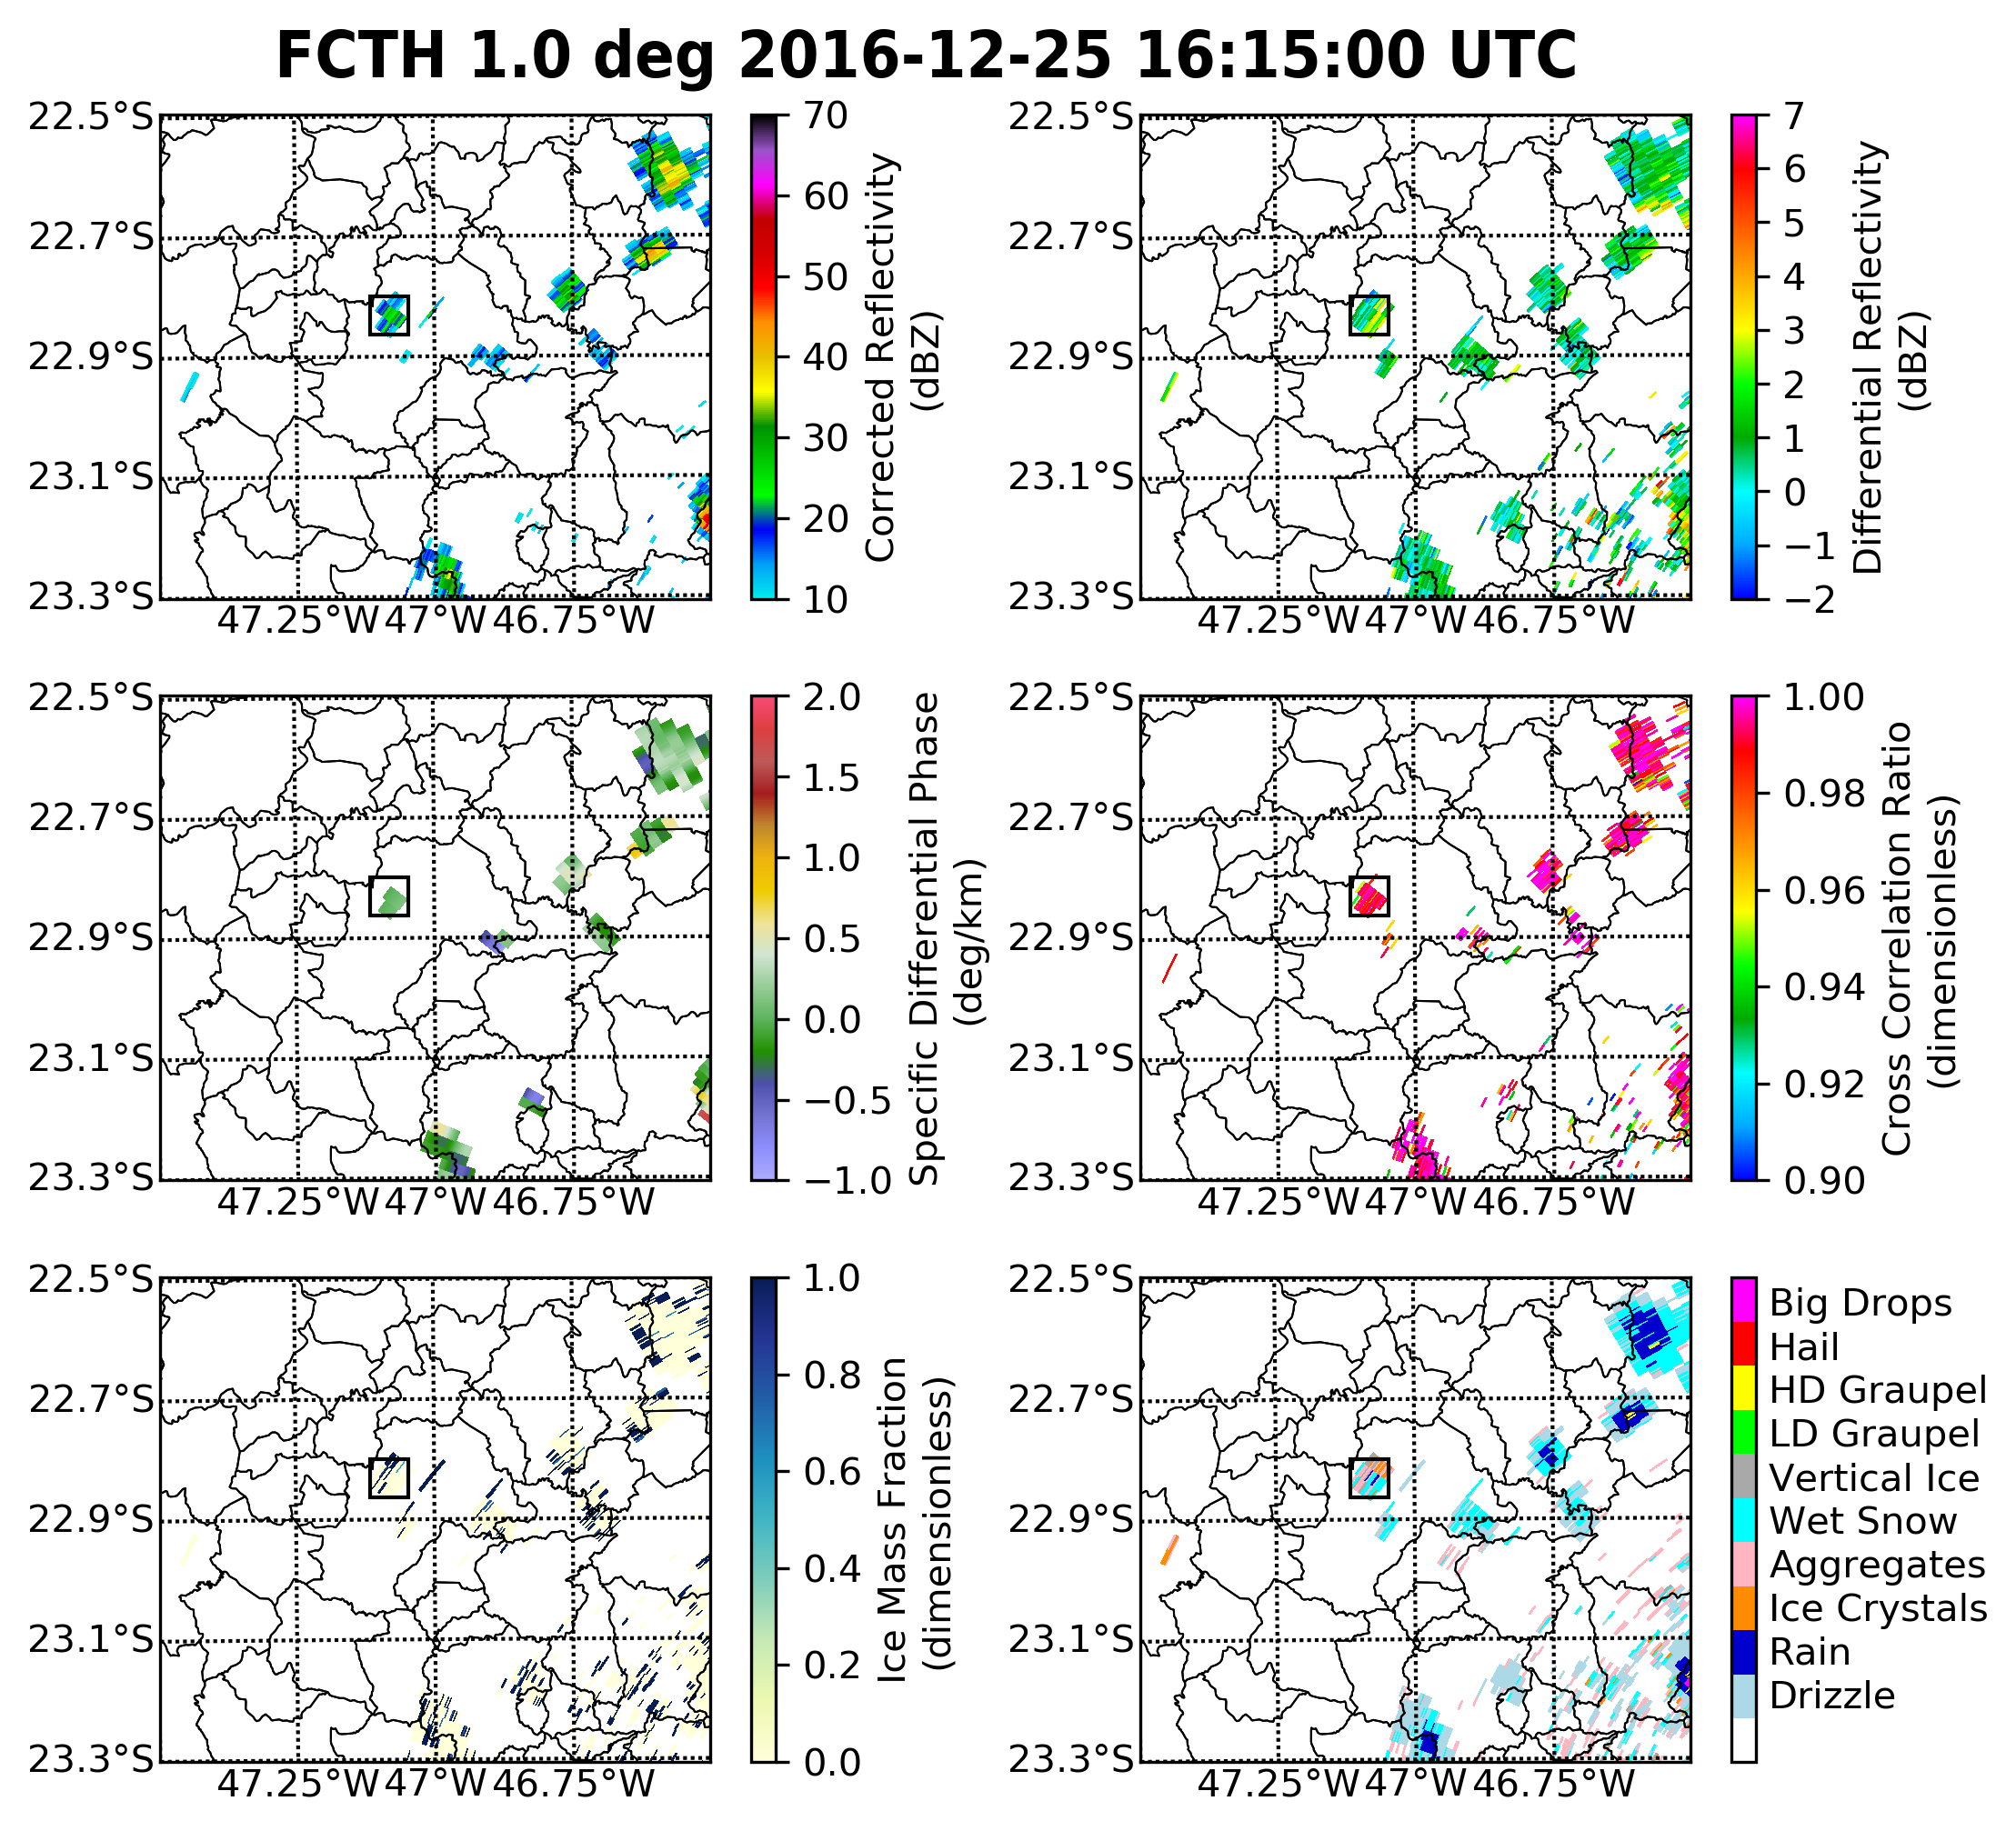 FCTH 1.0 deg 2016-12-25 16:15:00 UTC
22.5°S
22.7°S
22.9°S
23.1°S
23.3°S
47.25°W 47°W 46.75°W
70
60
50
40
30
20
10
Corrected Reflectivity
(dBZ)
22.5°S
22.7°S
22.9°S
23.1°S
23.3°S
47.25°W 47°W 46.75°W
7
6
5
4
3
2
1
0
−1
−2
Differential Reflectivity
(dBZ)
22.5°S
22.7°S
22.9°S
23.1°S
23.3°S
47.25°W 47°W 46.75°W
2.0
1.5
1.0
0.5
0.0
−0.5
−1.0
Specific Differential Phase
(deg/km)
22.5°S
22.7°S
22.9°S
23.1°S
23.3°S
47.25°W 47°W 46.75°W
1.00
0.98
0.96
0.94
0.92
0.90
Cross Correlation Ratio
(dimensionless)
22.5°S
22.7°S
22.9°S
23.1°S
23.3°S
47.25°W 47°W 46.75°W
1.0
0.8
0.6
0.4
0.2
0.0
Ice Mass Fraction
(dimensionless)
22.5°S
22.7°S
22.9°S
23.1°S
23.3°S
47.25°W 47°W 46.75°W
Big Drops
Hail
HD Graupel
LD Graupel
Vertical Ice
Wet Snow
Aggregates
Ice Crystals
Rain
Drizzle